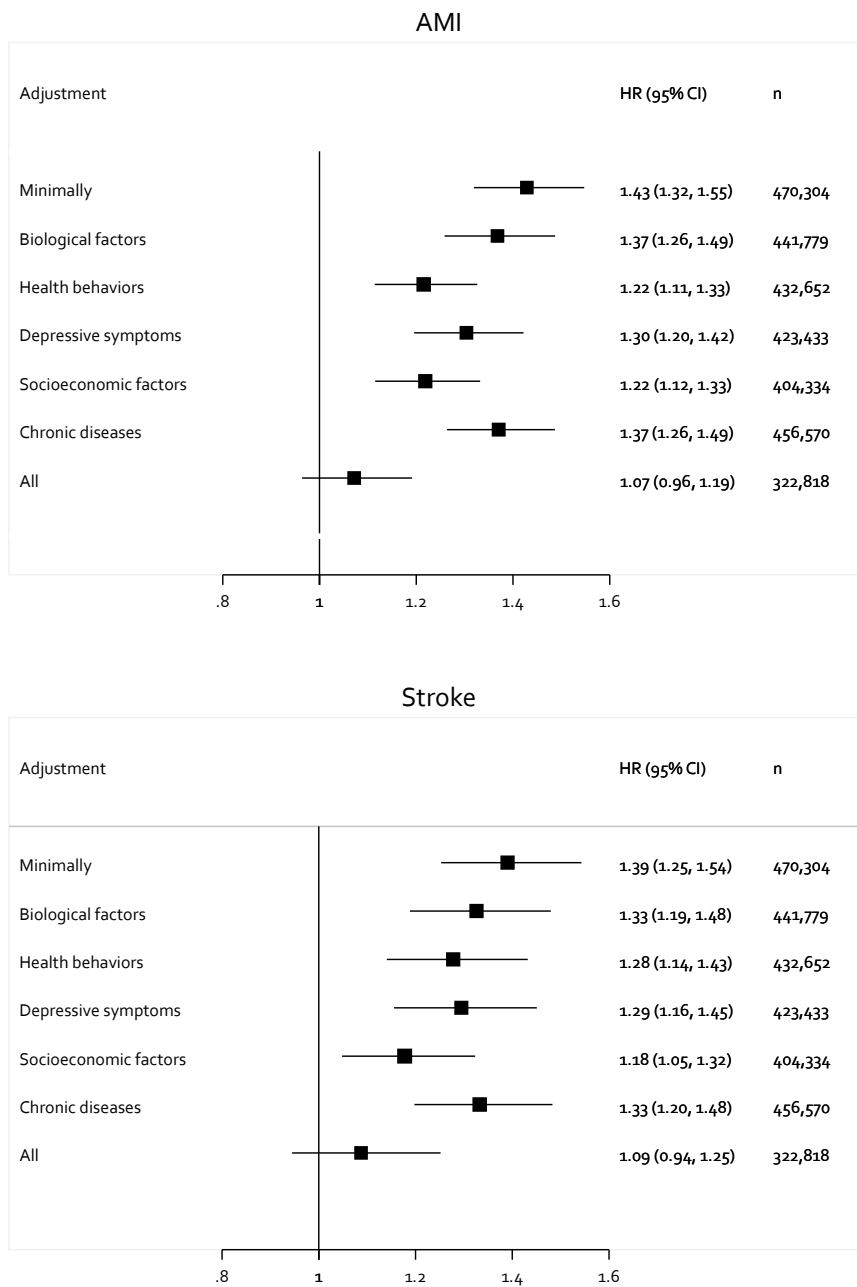 AMI
Adjustment HR (95% CI) n
Minimally 1.43 (1.32, 1.55) 470,304
Biological factors 1.37 (1.26, 1.49) 441,779
Health behaviors 1.22 (1.11, 1.33) 432,652
Depressive symptoms 1.30 (1.20, 1.42) 423,433
Socioeconomic factors 1.22 (1.12, 1.33) 404,334
Chronic diseases 1.37 (1.26, 1.49) 456,570
All 1.07 (0.96, 1.19) 322,818
.8 1 1.2 1.4 1.6
Stroke
Adjustment HR (95% CI) n
Minimally 1.39 (1.25, 1.54) 470,304
Biological factors 1.33 (1.19, 1.48) 441,779
Health behaviors 1.28 (1.14, 1.43) 432,652
Depressive symptoms 1.29 (1.16, 1.45) 423,433
Socioeconomic factors 1.18 (1.05, 1.32) 404,334
Chronic diseases 1.33 (1.20, 1.48) 456,570
All 1.09 (0.94, 1.25) 322,818
.8 1 1.2 1.4 1.6